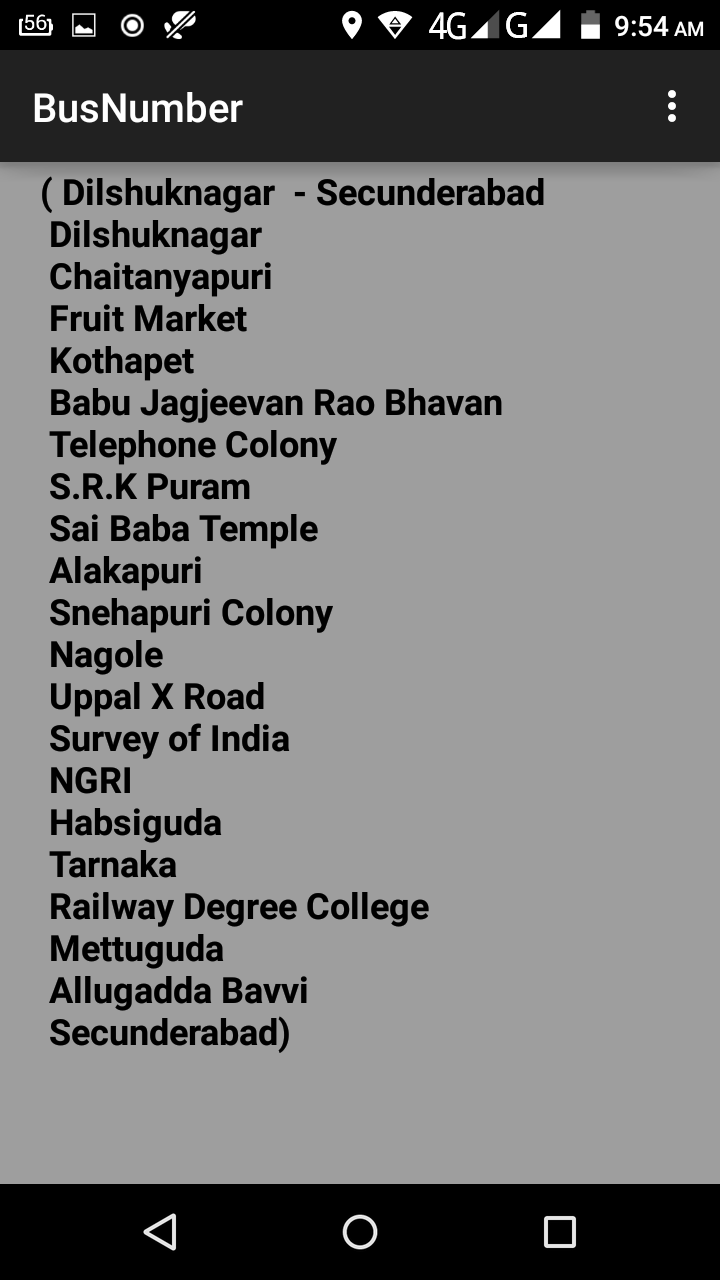 56
4G G 9:54 AM
BusNumber
( Dilshuknagar - Secunderabad
Dilshuknagar
Chaitanyapuri
Fruit Market
Kothapet
Babu Jagjeevan Rao Bhavan
Telephone Colony
S.R.K Puram
Sai Baba Temple
Alakapuri
Snehapuri Colony
Nagole
Uppal X Road
Survey of India
NGRI
Habsiguda
Tarnaka
Railway Degree College
Mettuguda
Allugadda Bavvi
Secunderabad)